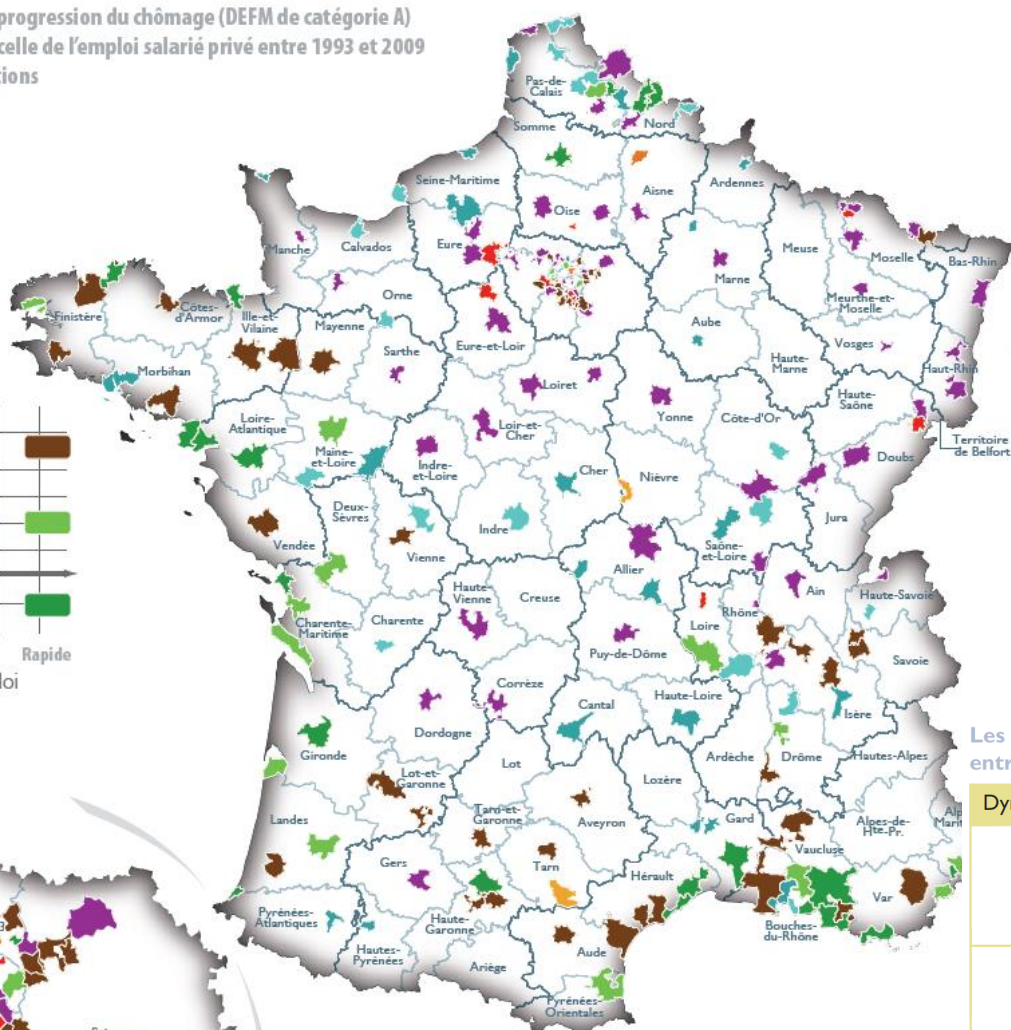 progression du chômage (DEFM de catégorie A)
celle de l'emploi salarié privé entre 1993 et 2009
tions
Pas-de-
Calais
Nord
Somme
Seine-Maritime
Aisne
Ardennes
Oise
Manche
Calvados
Eure
Marne
Meuse
Moselle
Bas-Rhin
Orne
Meurthe-et-
Moselle
Finistère
Côtes-
d'Armor
Ille-et-
Vilaine
Mayenne
Aube
Vosges
Eure-et-Loir
Sarthe
Haute-
Marne
Haut-Rhin
Morbihan
Loiret
Yonne
Haute-
Saône
Loire-
Atlantique
Loir-et-
Cher
Côte-d'Or
Territoire
de Belfort
Maine-
et-Loire
Indre-
et-Loire
Cher
Nièvre
Doubs
Deux-
Sèvres
Indre
Jura
Vendée
Vienne
Saône-
et-Loire
Allier
Haute-
Vienne
Creuse
Ain
Haute-Savoie
Charente-
Maritime
Charente
Loire
Rhône
Rapide
Puy-de-Dôme
Savoie
loi
Corrèze
Haute-Loire
Cantal
Isère
Dordogne
Gironde
Ardèche
Drôme
Hautes-Alpes
Les
entr
Lot
Lot-et-
Garonne
Lozère
Dyr
Landes
Tarn-et-
Garonne
Aveyron
Gard
Alpes-de-
Hte-Pr.
Alp
Marit
Vaucluse
Gers
Tarn
Hérault
Var
Pyrénées-
Atlantiques
Haute-
Garonne
Bouches-
du-Rhône
Hautes-
Pyrénées
Aude
Ariège
Pyrénées-
Orientales